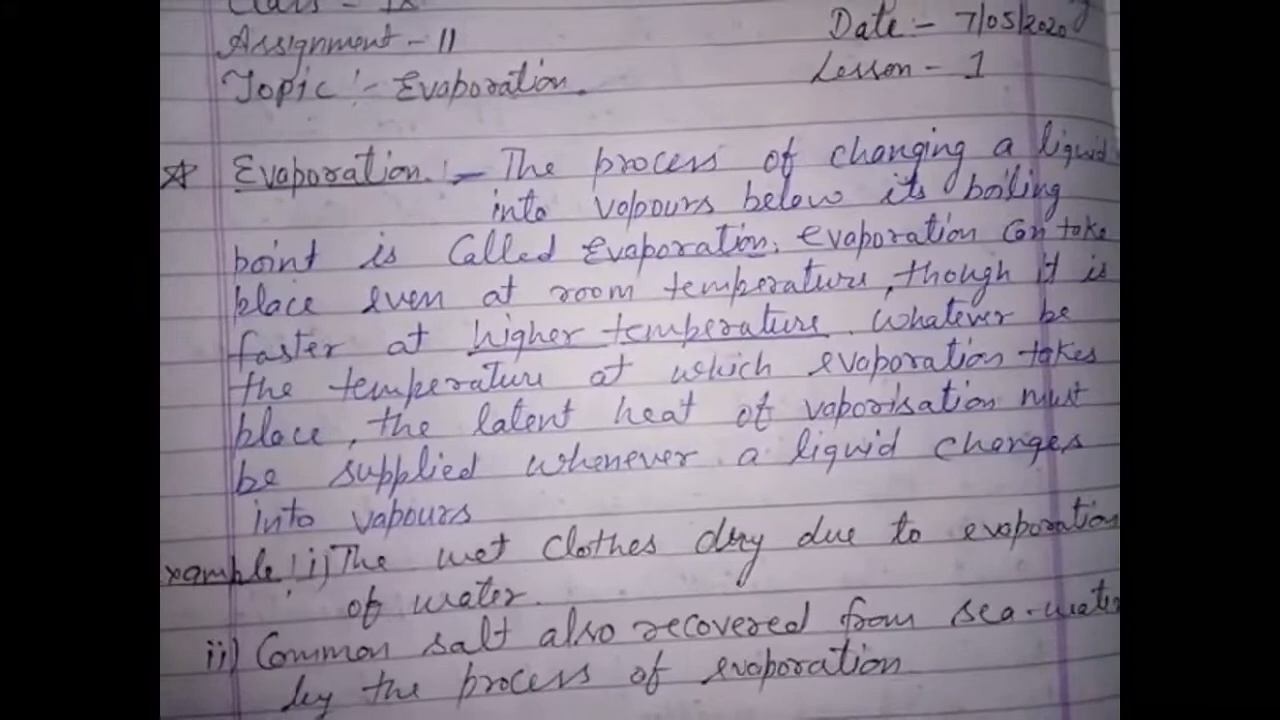 Class - IX
Assignment - 11
Date :- 7/05/2020
Topic :- Evaporation.
Lesson - 1
Evaporation :- The process of changing a liquid
into vapours below its boiling
point is called Evaporation. evaporation can take
place even at room temperature, though it is
faster at higher temperature. Whatever be
the temperature at which evaporation takes
place, the latent heat of vaporisation must
be supplied whenever a liquid changes
into vapours
xample :i) The wet clothes dry due to evaporation
of water.
ii) Common salt also recovered from sea-wate
by the process of evaporation